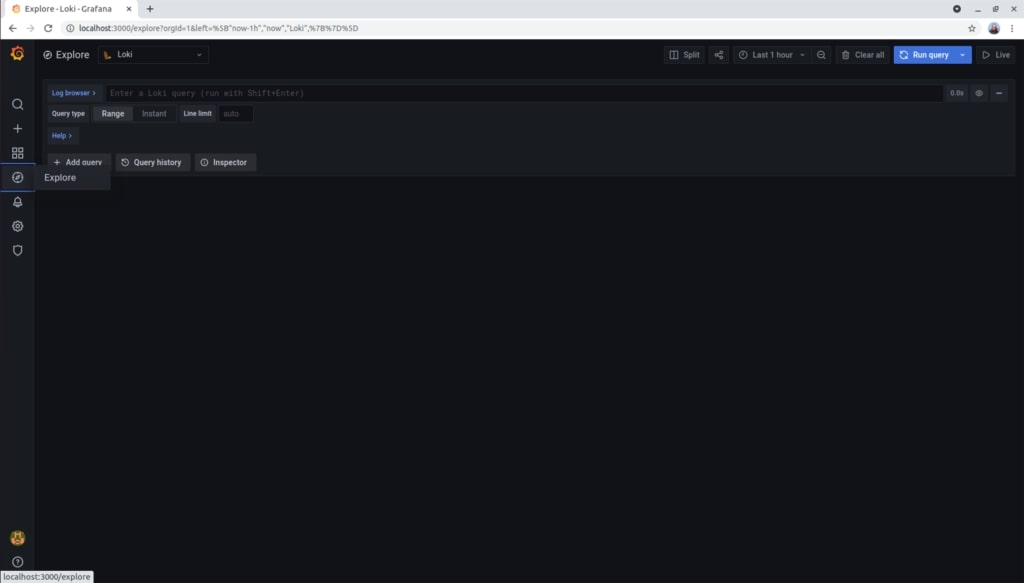 Explore - Loki - Grafana
localhost:3000/explore?orgId=1&left=%5B"now-1h","now","Loki",%7B%7D%5D
Explore Loki Split Last 1 hour Clear all Run query Live
Log browser > Enter a Loki query (run with Shift+Enter) 0.0s
Query type Range Instant Line limit auto
Help >
+ Add query Query history Inspector
Explore
localhost:3000/explore